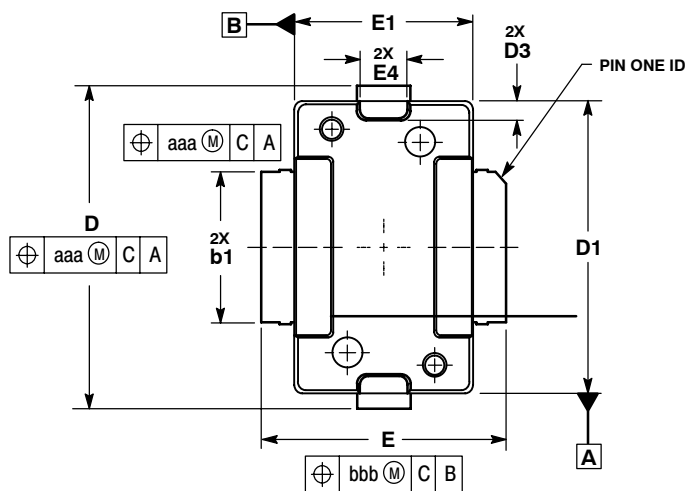 B
E1
2X
D3
2X
E4
PIN ONE ID
⌖ aaa Ⓜ C A
D
2X
b1
⌖ aaa Ⓜ C A
D1
E
⌖ bbb Ⓜ C B
A